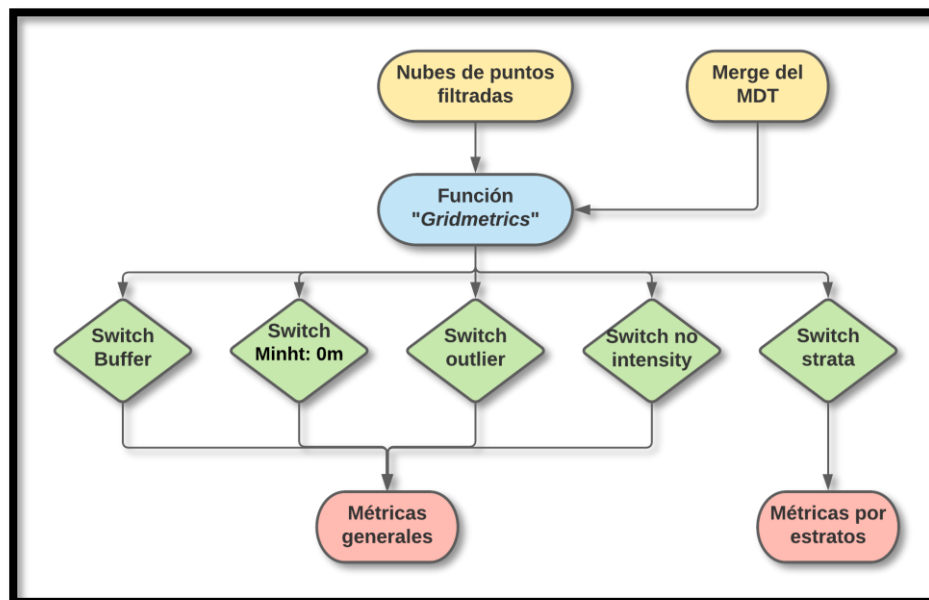 Nubes de puntos
filtradas
Merge del
MDT
Función
"Gridmetrics"
Switch
Buffer
Switch
Minht: 0m
Switch
outlier
Switch no
intensity
Switch
strata
Métricas
generales
Métricas por
estratos